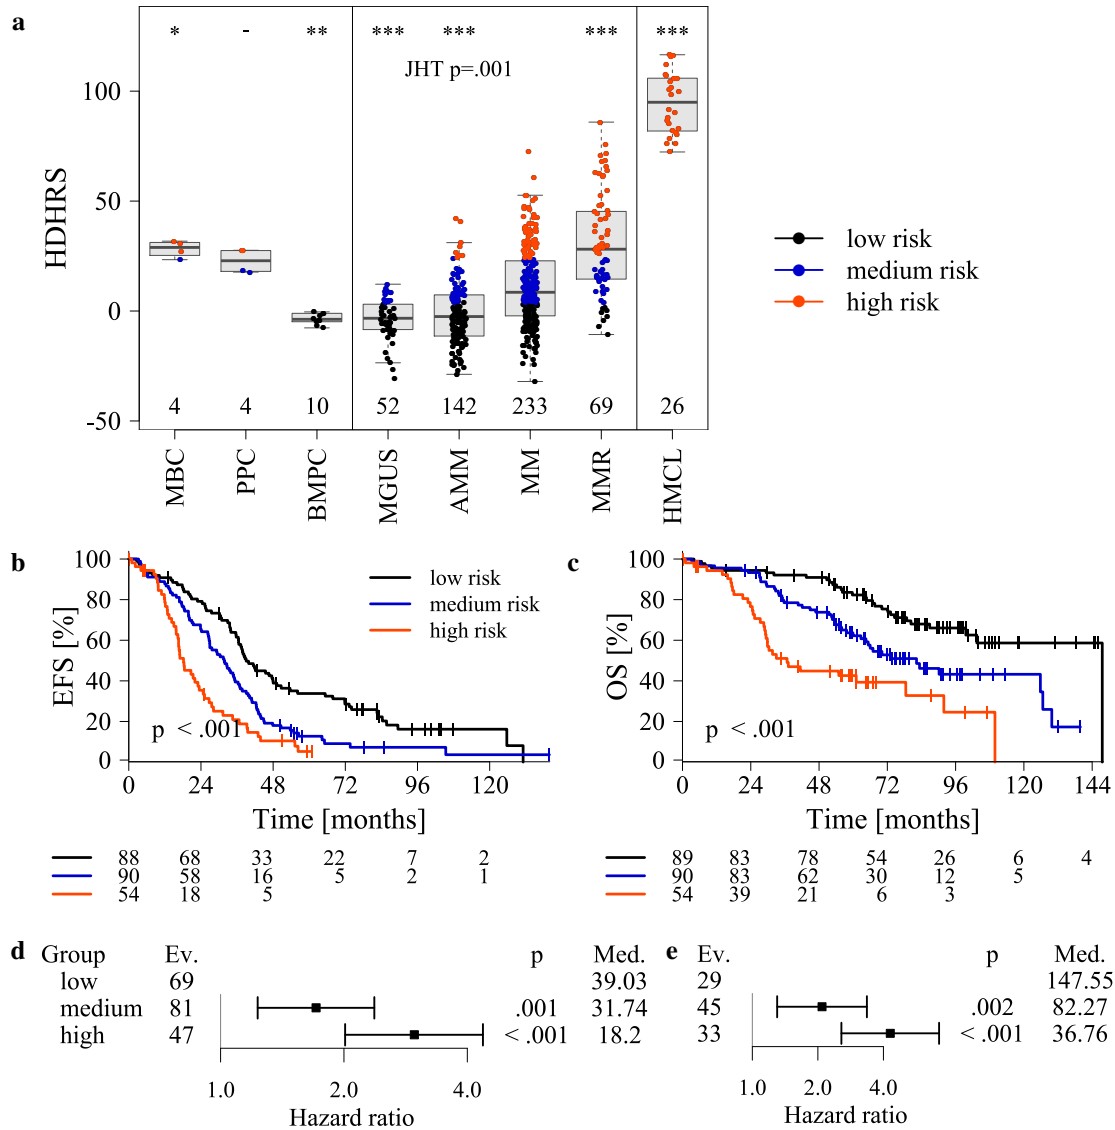 a
* - ** *** *** *** ***
JHT p=.001
HDHRS
100
50
0
-50
4 4 10 52 142 233 69 26
MBC PPC BMPC MGUS AMM MM MMR HMCL
low risk
medium risk
high risk
b
EFS [%]
100
80
60
40
20
0
low risk
medium risk
high risk
p < .001
0 24 48 72 96 120
Time [months]
88 68 33 22 7 2
90 58 16 5 2 1
54 18 5
c
OS [%]
100
80
60
40
20
0
p < .001
0 24 48 72 96 120 144
Time [months]
89 83 78 54 26 6 4
90 83 62 30 12 5
54 39 21 6 3
d
Group Ev. p Med.
low 69 39.03
medium 81 .001 31.74
high 47 < .001 18.2
1.0 2.0 4.0
Hazard ratio
e
Ev. p Med.
29 147.55
45 .002 82.27
33 < .001 36.76
1.0 2.0 4.0
Hazard ratio